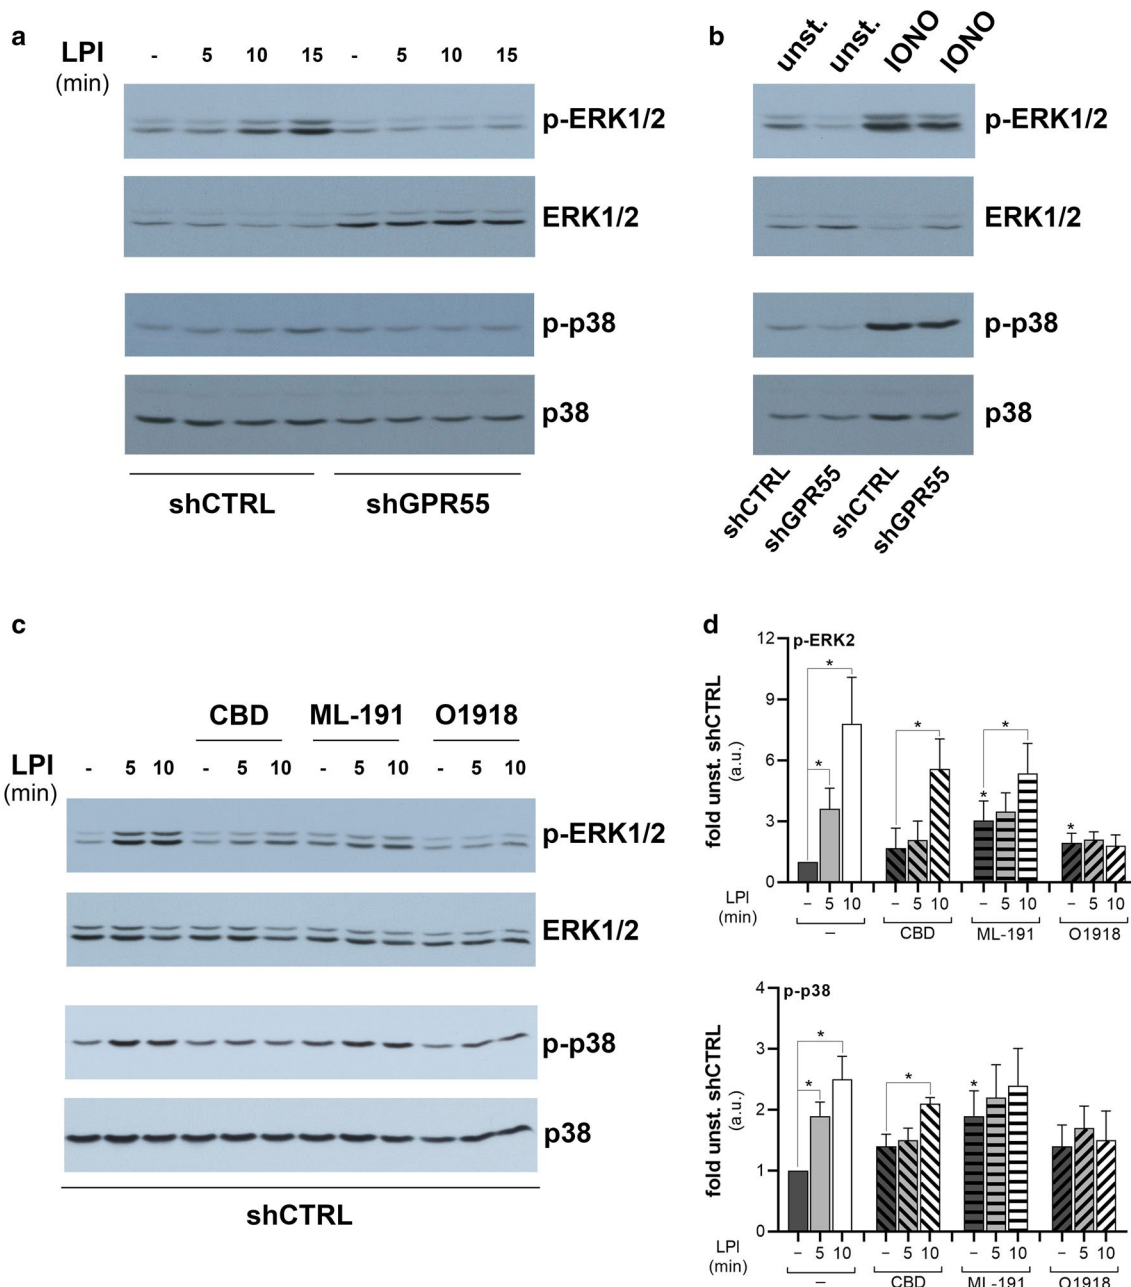 a
LPI - 5 10 15 - 5 10 15
(min)
p-ERK1/2
ERK1/2
p-p38
p38
shCTRL shGPR55
b
unst. unst. IONO IONO
p-ERK1/2
ERK1/2
p-p38
p38
shCTRL shGPR55 shCTRL shGPR55
c
CBD ML-191 O1918
LPI - 5 10 - 5 10 - 5 10 - 5 10
(min)
p-ERK1/2
ERK1/2
p-p38
p38
shCTRL
d
p-ERK2
fold unst. shCTRL
(a.u.)
12
9
6
3
0
* * * * * *
LPI – 5 10 – 5 10 – 5 10 – 5 10
(min)
– CBD ML-191 O1918
p-p38
fold unst. shCTRL
(a.u.)
4
3
2
1
0
* * * *
LPI – 5 10 – 5 10 – 5 10 – 5 10
(min)
– CBD ML-191 O1918